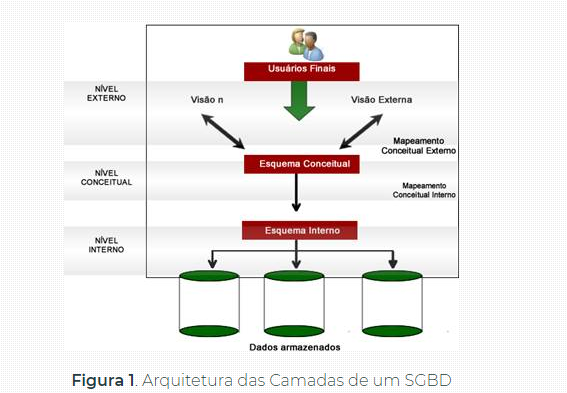 Usuários Finais
NÍVEL
EXTERNO
Visão n
Visão Externa
Mapeamento
Conceitual Externo
Esquema Conceitual
NÍVEL
CONCEITUAL
Mapeamento
Conceitual Interno
Esquema Interno
NÍVEL
INTERNO
Dados armazenados
Figura 1. Arquitetura das Camadas de um SGBD